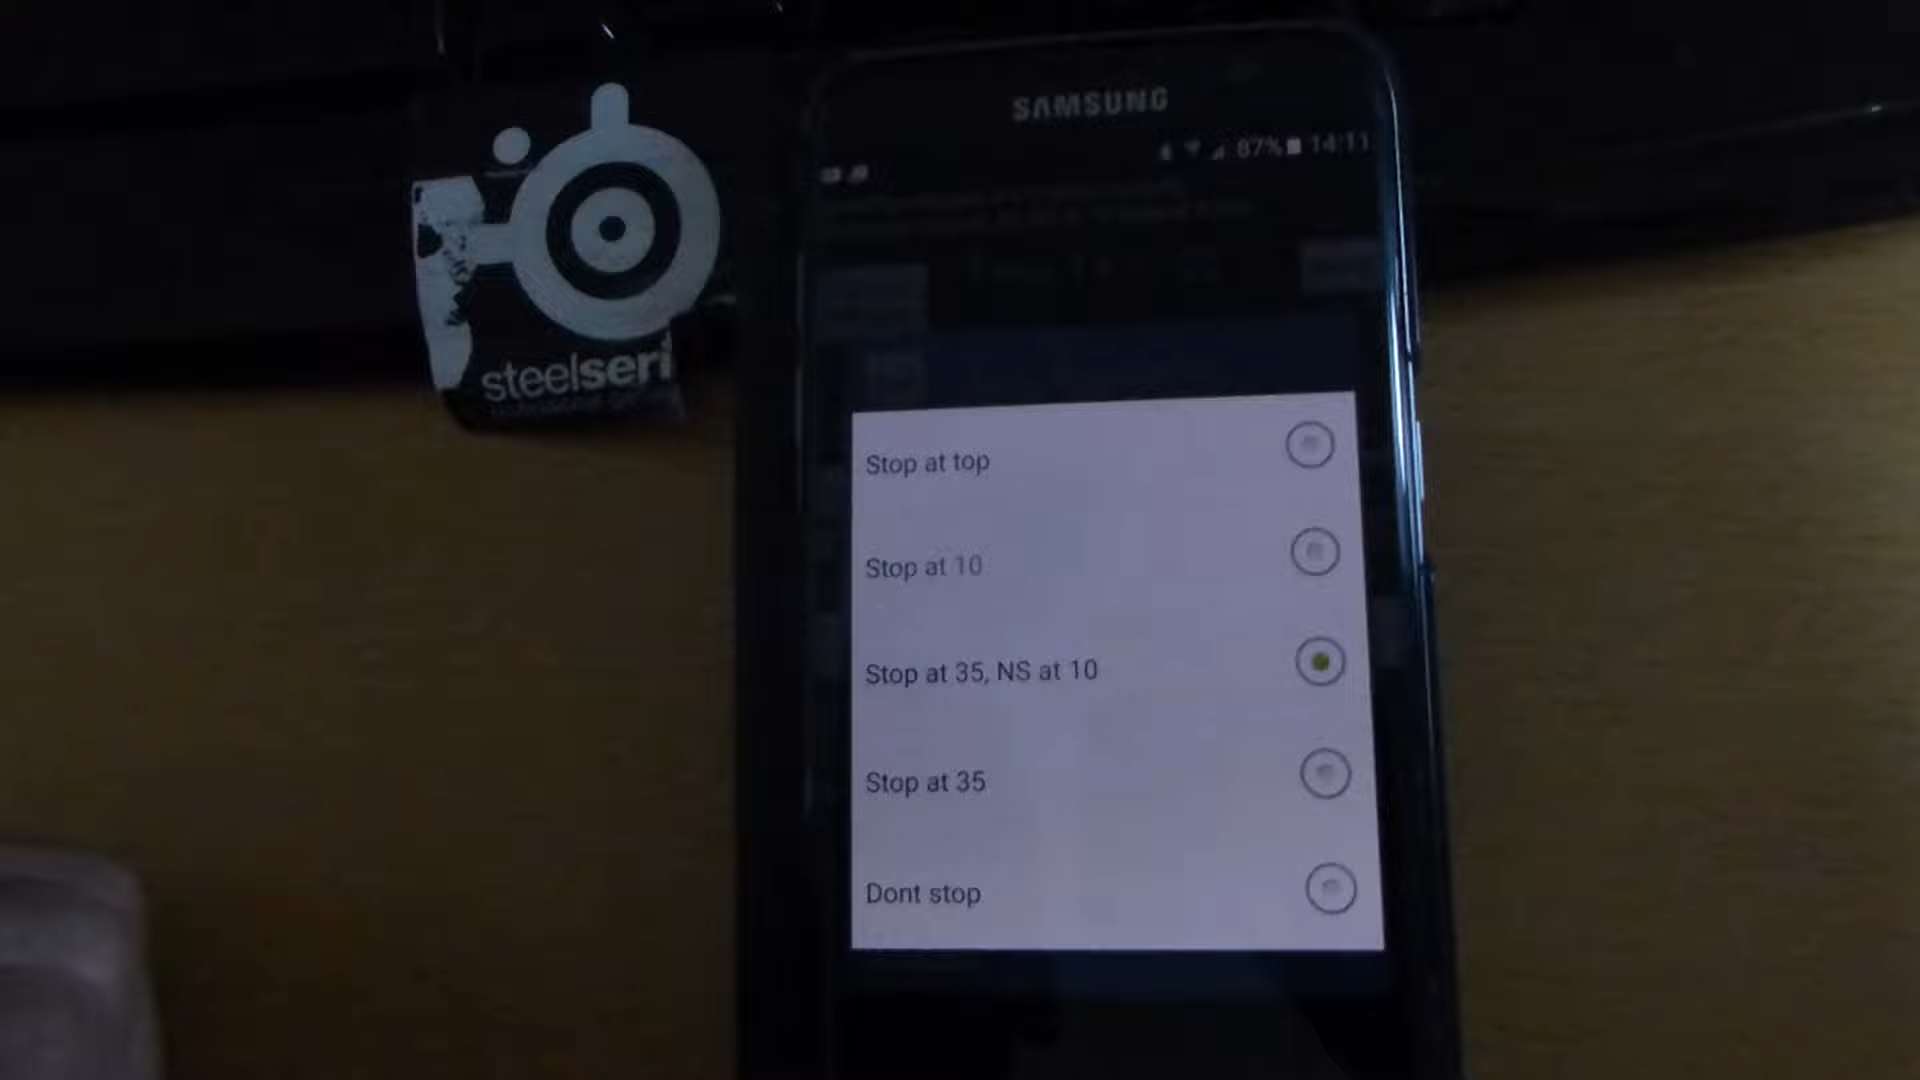 SAMSUNG
87% 14:11
steelseri
Stop at top
Stop at 10
Stop at 35, NS at 10
Stop at 35
Dont stop